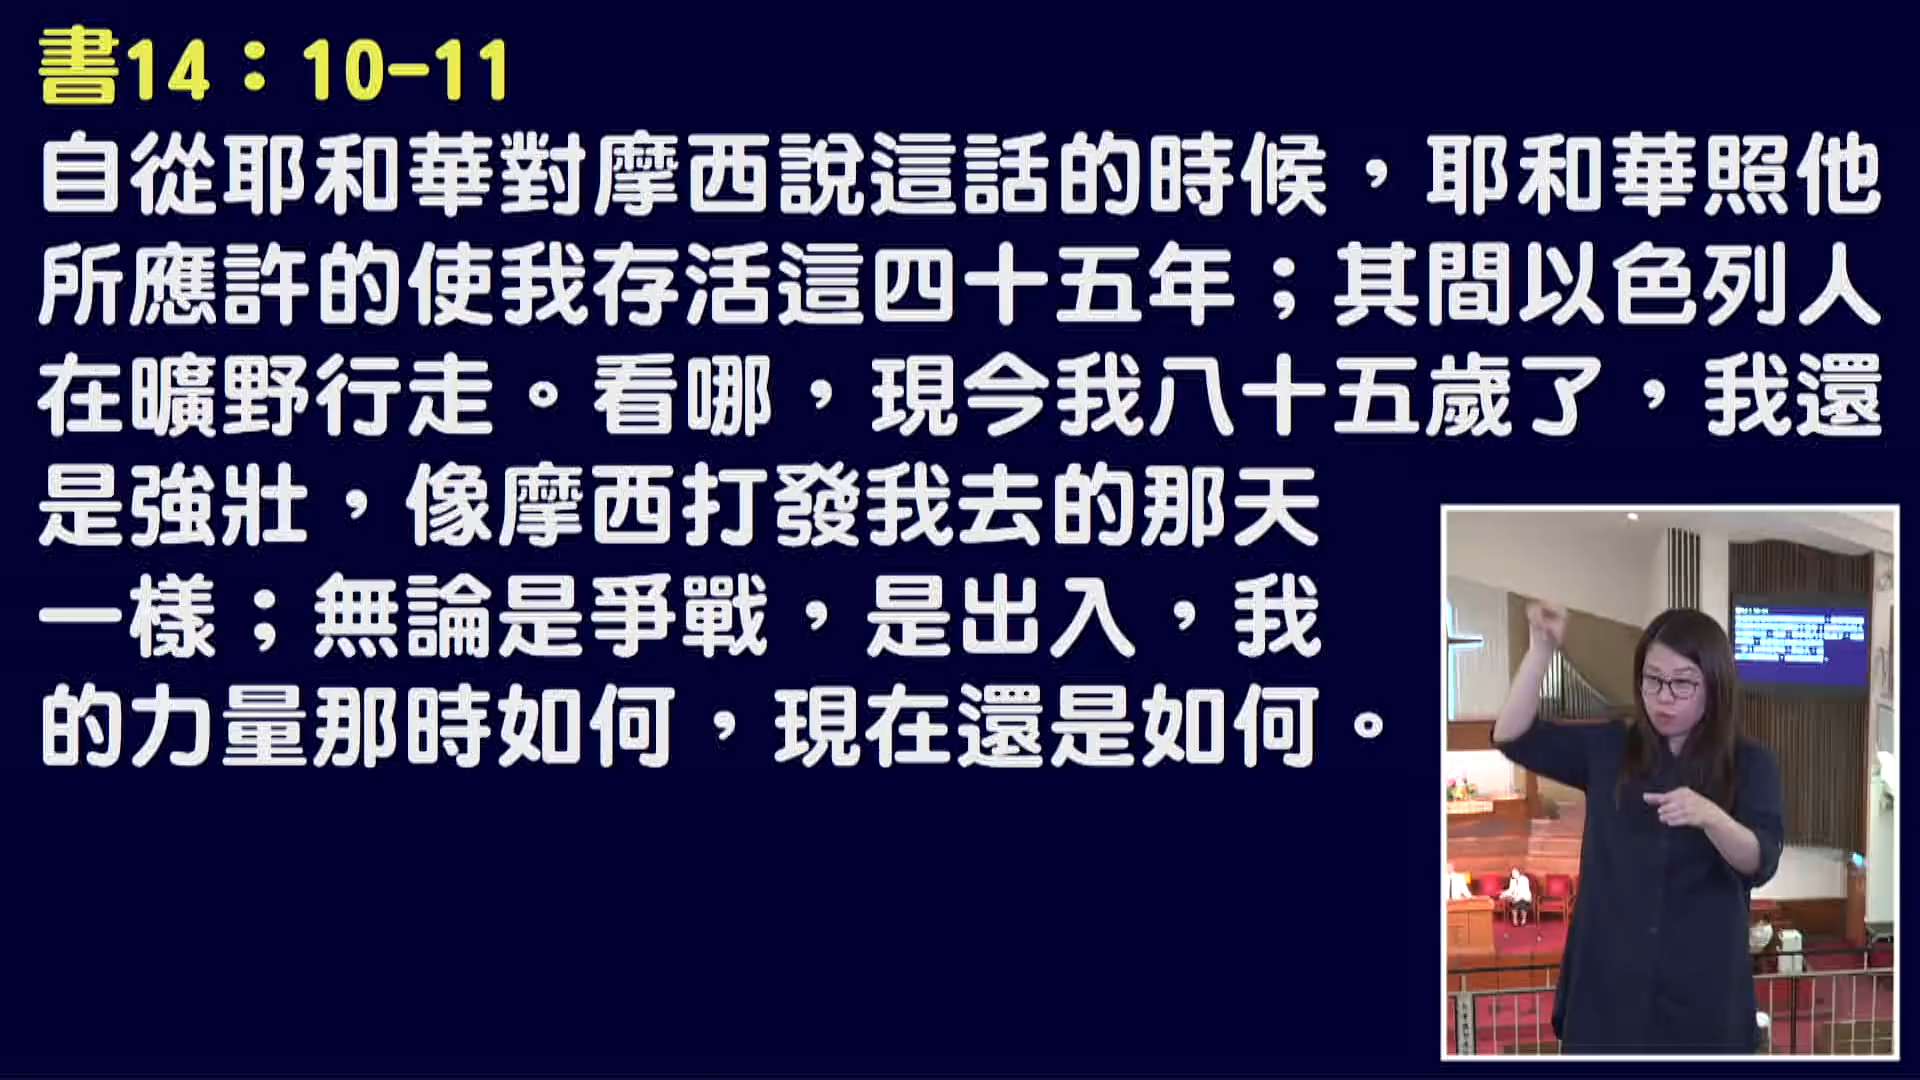 書14：10-11
自從耶和華對摩西說這話的時候，耶和華照他
所應許的使我存活這四十五年；其間以色列人
在曠野行走。看哪，現今我八十五歲了，我還
是強壯，像摩西打發我去的那天
一樣；無論是爭戰，是出入，我
的力量那時如何，現在還是如何。